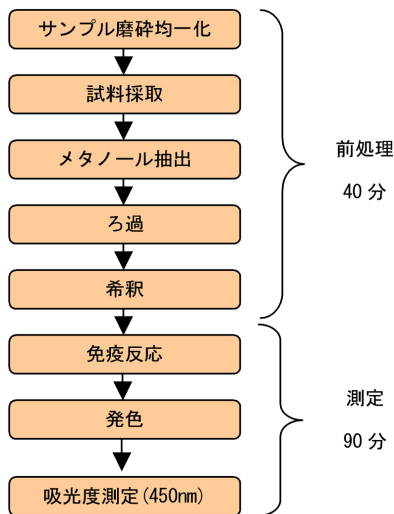 サンプル磨砕均一化
試料採取
メタノール抽出
ろ過
希釈
前処理
40 分
免疫反応
発色
吸光度測定(450nm)
測定
90 分